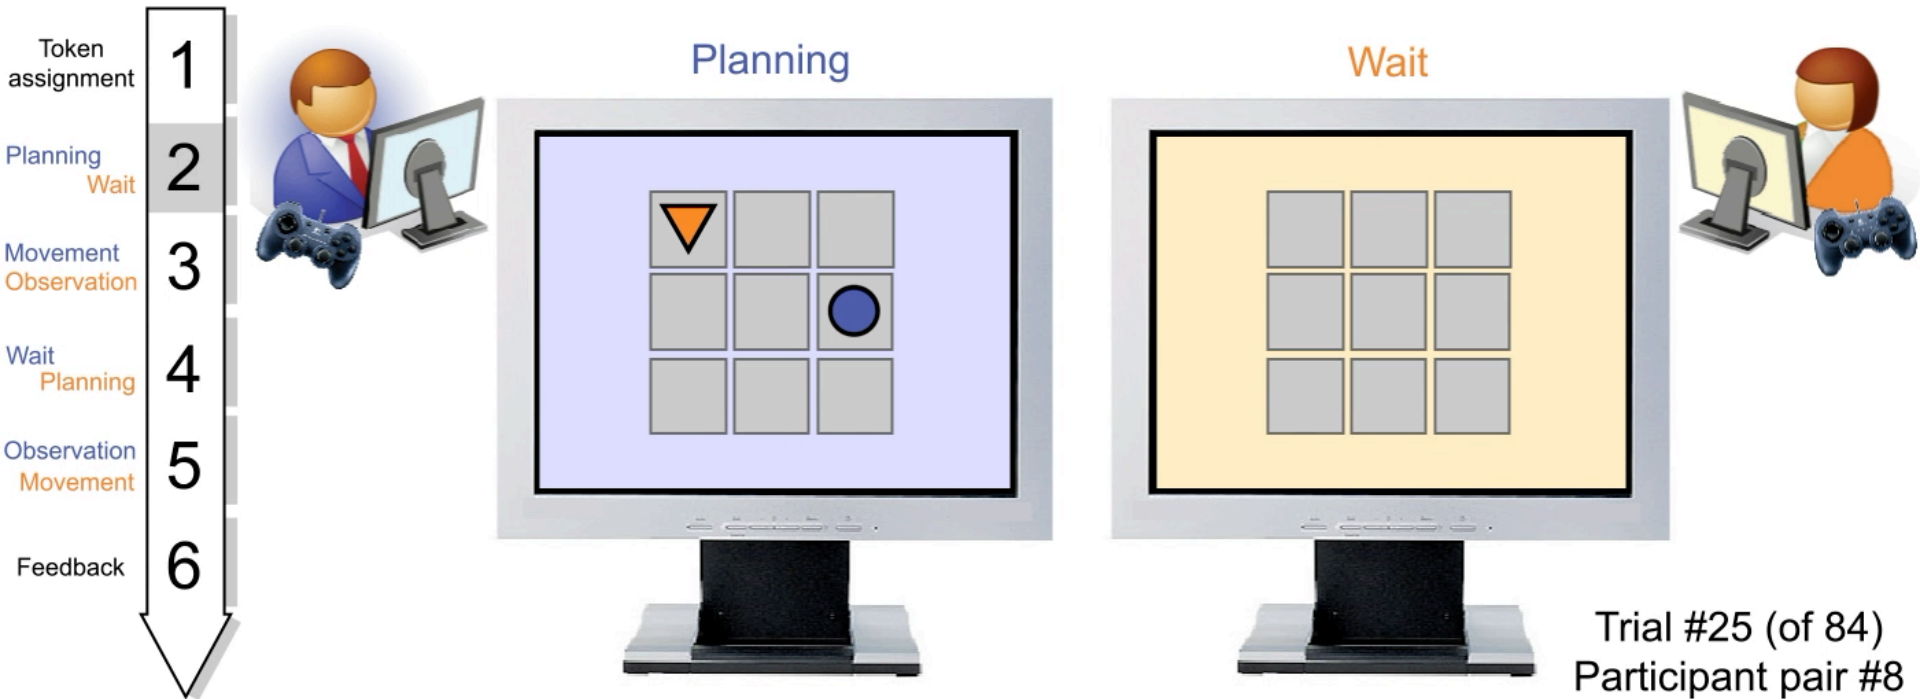 Token
assignment
1
Planning
Wait
2
Movement
Observation
3
Wait
Planning
4
Observation
Movement
5
Feedback
6
Planning
Wait
Trial #25 (of 84)
Participant pair #8